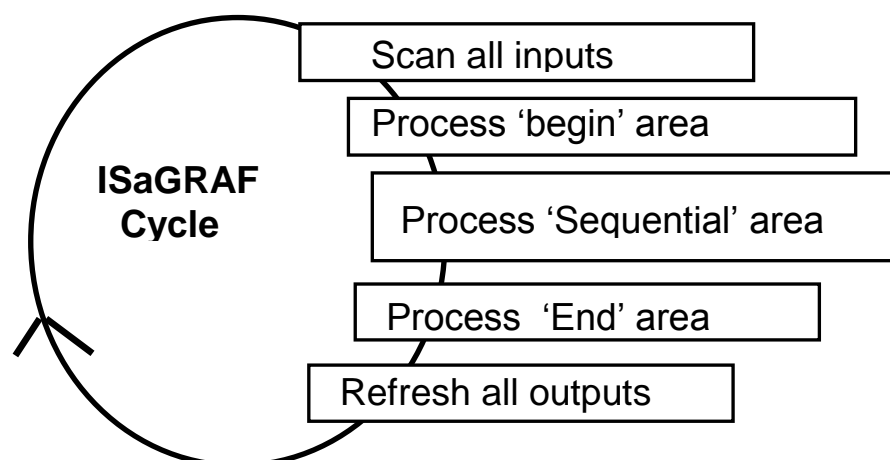 Scan all inputs
Process ‘begin’ area
ISaGRAF
Cycle
Process ‘Sequential’ area
Process ‘End’ area
Refresh all outputs